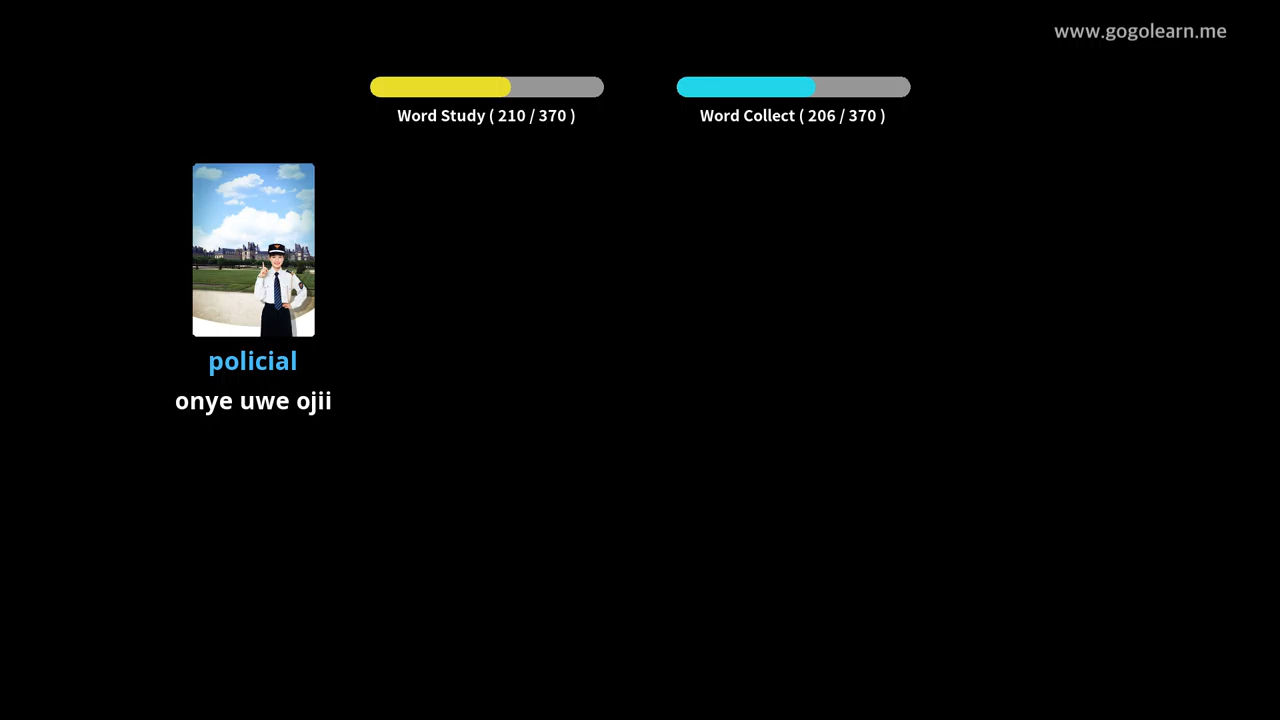 www.gogolearn.me
Word Study ( 210 / 370 )
Word Collect ( 206 / 370 )
policial
onye uwe ojii